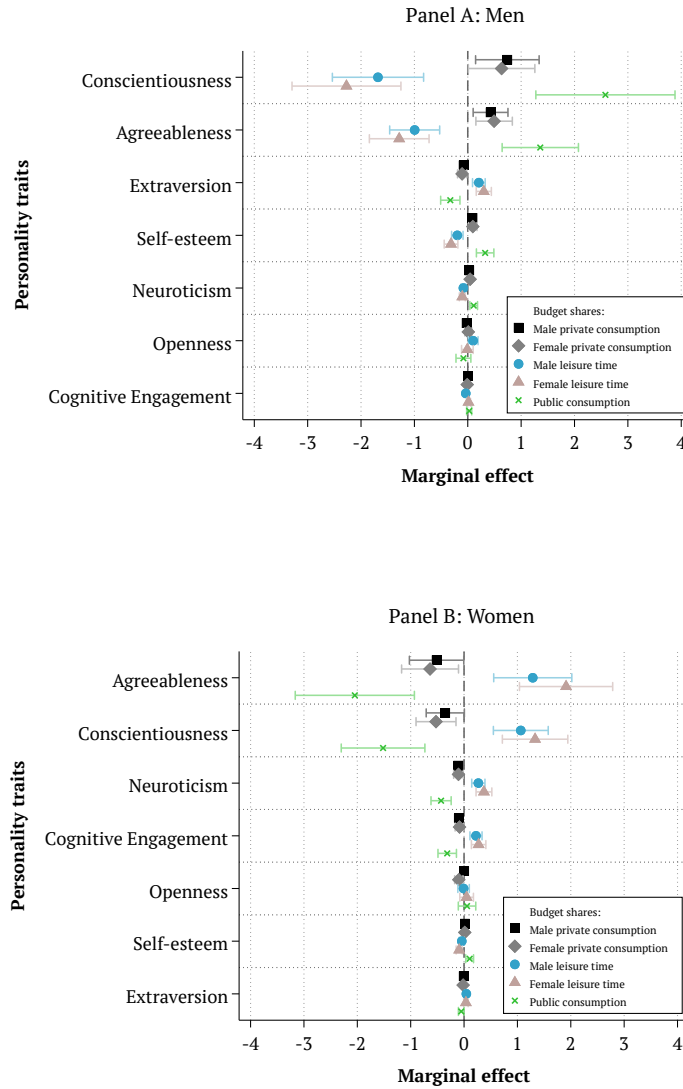 Panel A: Men
Personality traits
Conscientiousness
Agreeableness
Extraversion
Self-esteem
Neuroticism
Openness
Cognitive Engagement
Budget shares:
Male private consumption
Female private consumption
Male leisure time
Female leisure time
Public consumption
-4 -3 -2 -1 0 1 2 3 4
Marginal effect
Panel B: Women
Personality traits
Agreeableness
Conscientiousness
Neuroticism
Cognitive Engagement
Openness
Self-esteem
Extraversion
Budget shares:
Male private consumption
Female private consumption
Male leisure time
Female leisure time
Public consumption
-4 -3 -2 -1 0 1 2 3 4
Marginal effect